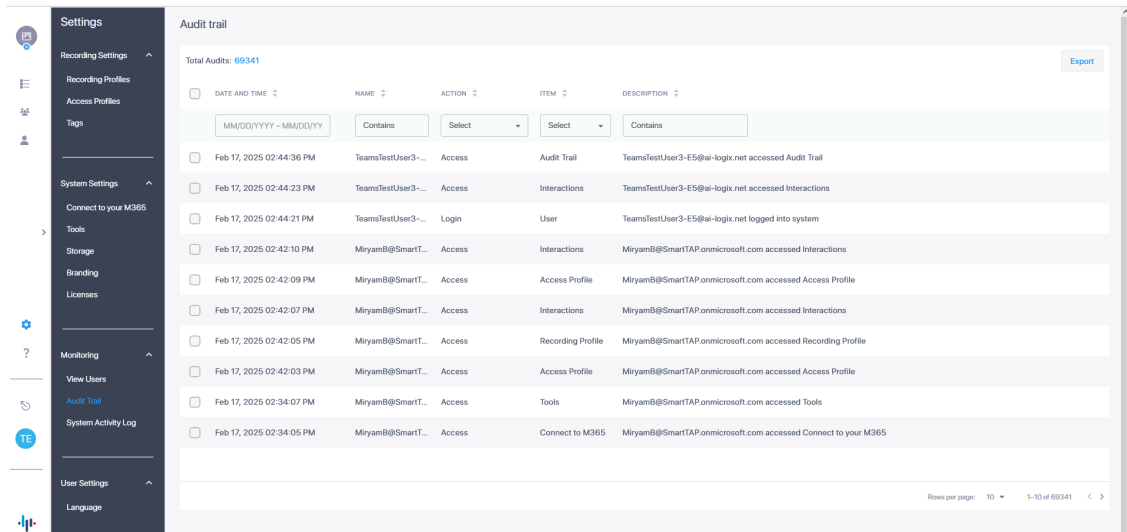 Settings
Recording Settings
Recording Profiles
Access Profiles
Tags
System Settings
Connect to your M365
Tools
Storage
Branding
Licenses
?
Monitoring
View Users
Audit Trail
System Activity Log
TE
User Settings
Language
Audit trail
Total Audits: 69341
Export
DATE AND TIME NAME ACTION ITEM DESCRIPTION
MM/DD/YYYY – MM/DD/YY Contains Select Select Contains
Feb 17, 2025 02:44:36 PM TeamsTestUser3-... Access Audit Trail TeamsTestUser3-E5@ai-logix.net accessed Audit Trail
Feb 17, 2025 02:44:23 PM TeamsTestUser3-... Access Interactions TeamsTestUser3-E5@ai-logix.net accessed Interactions
Feb 17, 2025 02:44:21 PM TeamsTestUser3-... Login User TeamsTestUser3-E5@ai-logix.net logged into system
Feb 17, 2025 02:42:10 PM MiryamB@SmartT... Access Interactions MiryamB@SmartTAP.onmicrosoft.com accessed Interactions
Feb 17, 2025 02:42:09 PM MiryamB@SmartT... Access Access Profile MiryamB@SmartTAP.onmicrosoft.com accessed Access Profile
Feb 17, 2025 02:42:07 PM MiryamB@SmartT... Access Interactions MiryamB@SmartTAP.onmicrosoft.com accessed Interactions
Feb 17, 2025 02:42:05 PM MiryamB@SmartT... Access Recording Profile MiryamB@SmartTAP.onmicrosoft.com accessed Recording Profile
Feb 17, 2025 02:42:03 PM MiryamB@SmartT... Access Access Profile MiryamB@SmartTAP.onmicrosoft.com accessed Access Profile
Feb 17, 2025 02:34:07 PM MiryamB@SmartT... Access Tools MiryamB@SmartTAP.onmicrosoft.com accessed Tools
Feb 17, 2025 02:34:05 PM MiryamB@SmartT... Access Connect to M365 MiryamB@SmartTAP.onmicrosoft.com accessed Connect to your M365
Rows per page: 10 1–10 of 69341